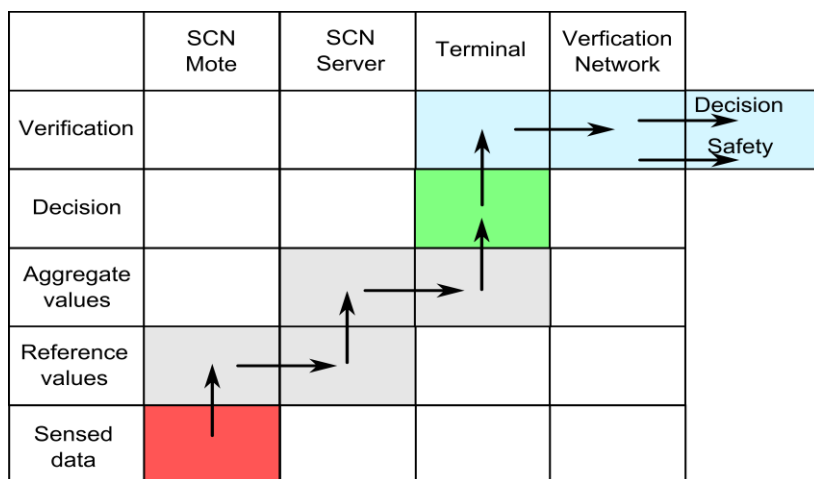 SCN
Mote
SCN
Server
Terminal
Verfication
Network
Verification
Decision
Safety
Decision
Aggregate
values
Reference
values
Sensed
data